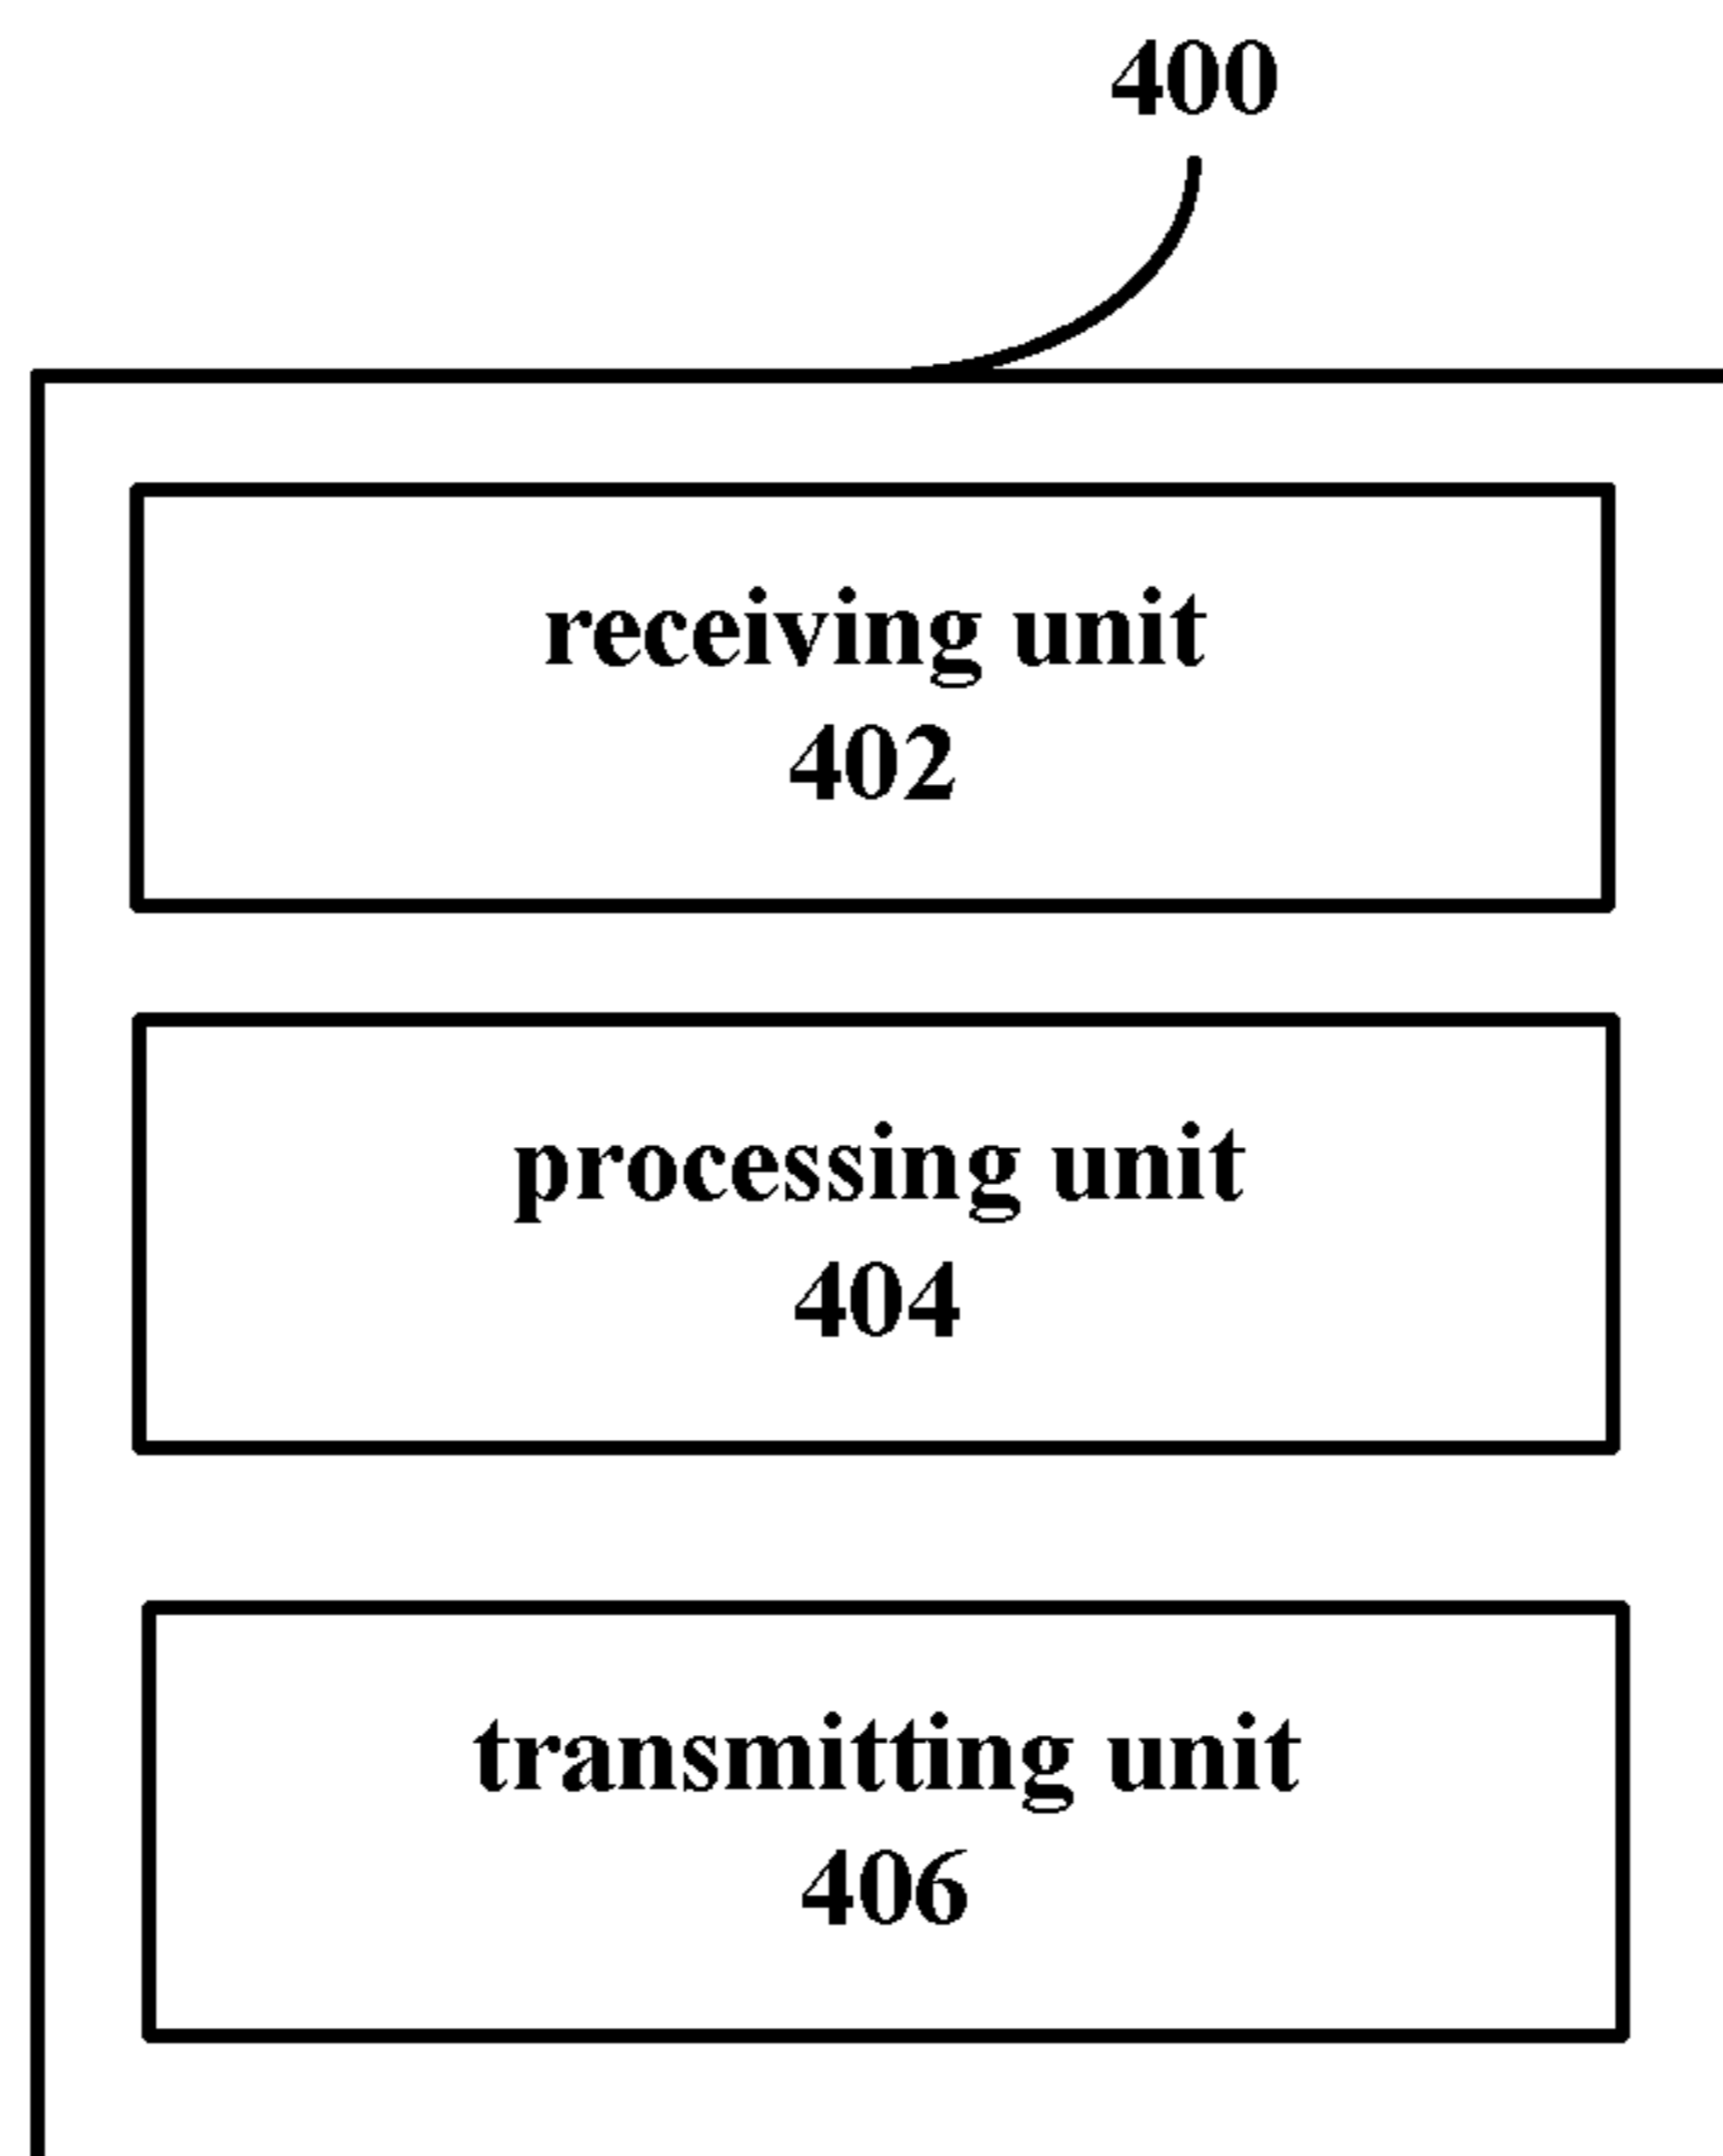 400
receiving unit
402
processing unit
404
transmitting unit
406